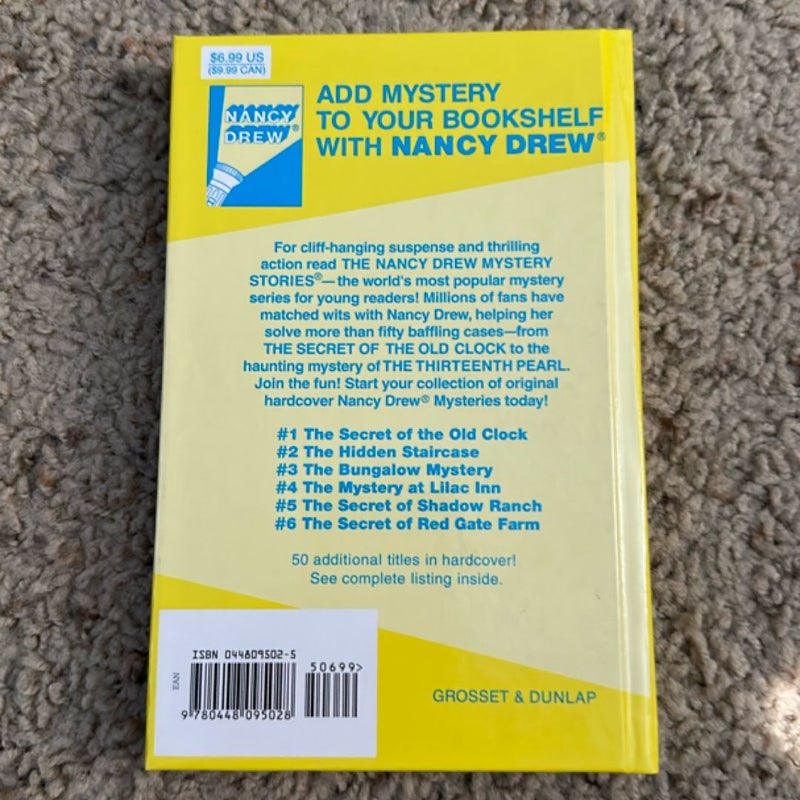 $6.99 US
($9.99 CAN)
NANCY
DREW®
ADD MYSTERY
TO YOUR BOOKSHELF
WITH NANCY DREW®
For cliff-hanging suspense and thrilling
action read THE NANCY DREW MYSTERY
STORIES®—the world's most popular mystery
series for young readers! Millions of fans have
matched wits with Nancy Drew, helping her
solve more than fifty baffling cases—from
THE SECRET OF THE OLD CLOCK to the
haunting mystery of THE THIRTEENTH PEARL.
Join the fun! Start your collection of original
hardcover Nancy Drew® Mysteries today!
#1 The Secret of the Old Clock
#2 The Hidden Staircase
#3 The Bungalow Mystery
#4 The Mystery at Lilac Inn
#5 The Secret of Shadow Ranch
#6 The Secret of Red Gate Farm
50 additional titles in hardcover!
See complete listing inside.
ISBN 044809502-5
50699>
EAN
9 780448 095028
GROSSET & DUNLAP